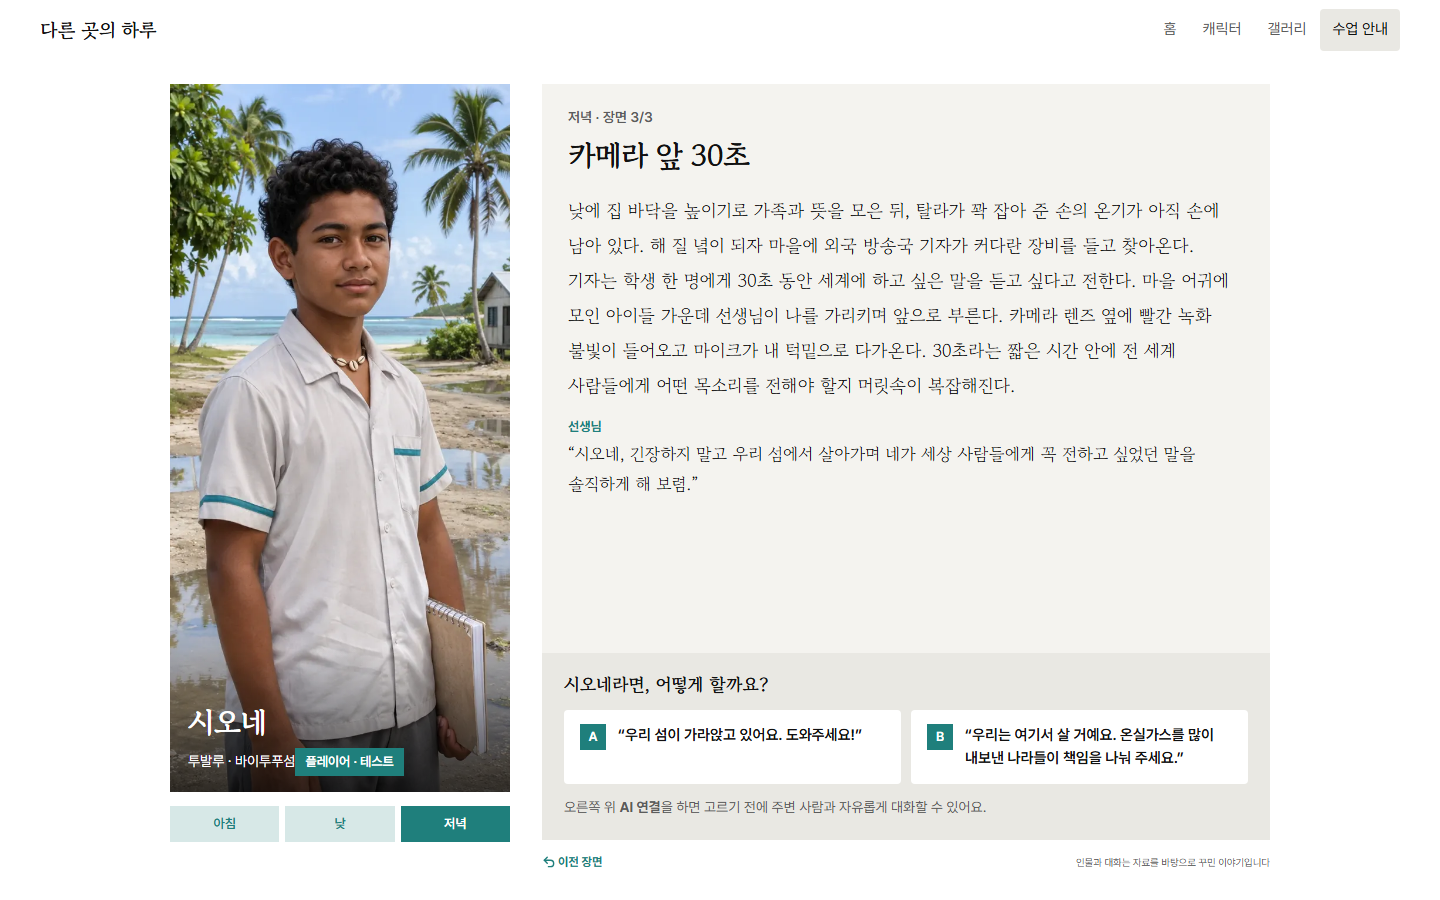 다른 곳의 하루
홈
캐릭터
갤러리
수업 안내
시오네
투발루 · 바이투푸섬
플레이어 · 테스트
아침
낮
저녁
저녁 · 장면 3/3
카메라 앞 30초
낮에 집 바닥을 높이기로 가족과 뜻을 모은 뒤, 탈라가 꽉 잡아 준 손의 온기가 아직 손에
남아 있다. 해 질 녘이 되자 마을에 외국 방송국 기자가 커다란 장비를 들고 찾아온다.
기자는 학생 한 명에게 30초 동안 세계에 하고 싶은 말을 듣고 싶다고 전한다. 마을 어귀에
모인 아이들 가운데 선생님이 나를 가리키며 앞으로 부른다. 카메라 렌즈 옆에 빨간 녹화
불빛이 들어오고 마이크가 내 턱밑으로 다가온다. 30초라는 짧은 시간 안에 전 세계
사람들에게 어떤 목소리를 전해야 할지 머릿속이 복잡해진다.
선생님
“시오네, 긴장하지 말고 우리 섬에서 살아가며 네가 세상 사람들에게 꼭 전하고 싶었던 말을
솔직하게 해 보렴.”
시오네라면, 어떻게 할까요?
A
“우리 섬이 가라앉고 있어요. 도와주세요!”
B
“우리는 여기서 살 거예요. 온실가스를 많이
내보낸 나라들이 책임을 나눠 주세요.”
오른쪽 위 AI 연결을 하면 고르기 전에 주변 사람과 자유롭게 대화할 수 있어요.
이전 장면
인물과 대화는 자료를 바탕으로 꾸민 이야기입니다